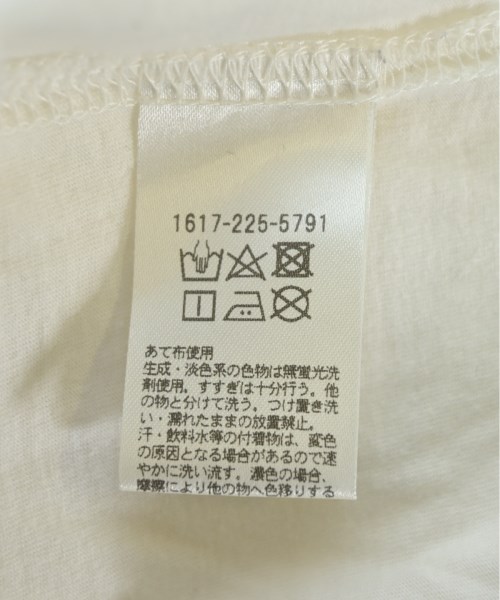 1617-225-5791
あて布使用
生成・淡色系の色物は無蛍光洗
剤使用。すすぎは十分行う。他
の物と分けて洗う。つけ置き洗
い・濡れたままの放置禁止。
汗・飲料水等の付着物は、変色
の原因となる場合があるので速
やかに洗い流す。濃色の場合、
摩擦により他の物へ色移りする